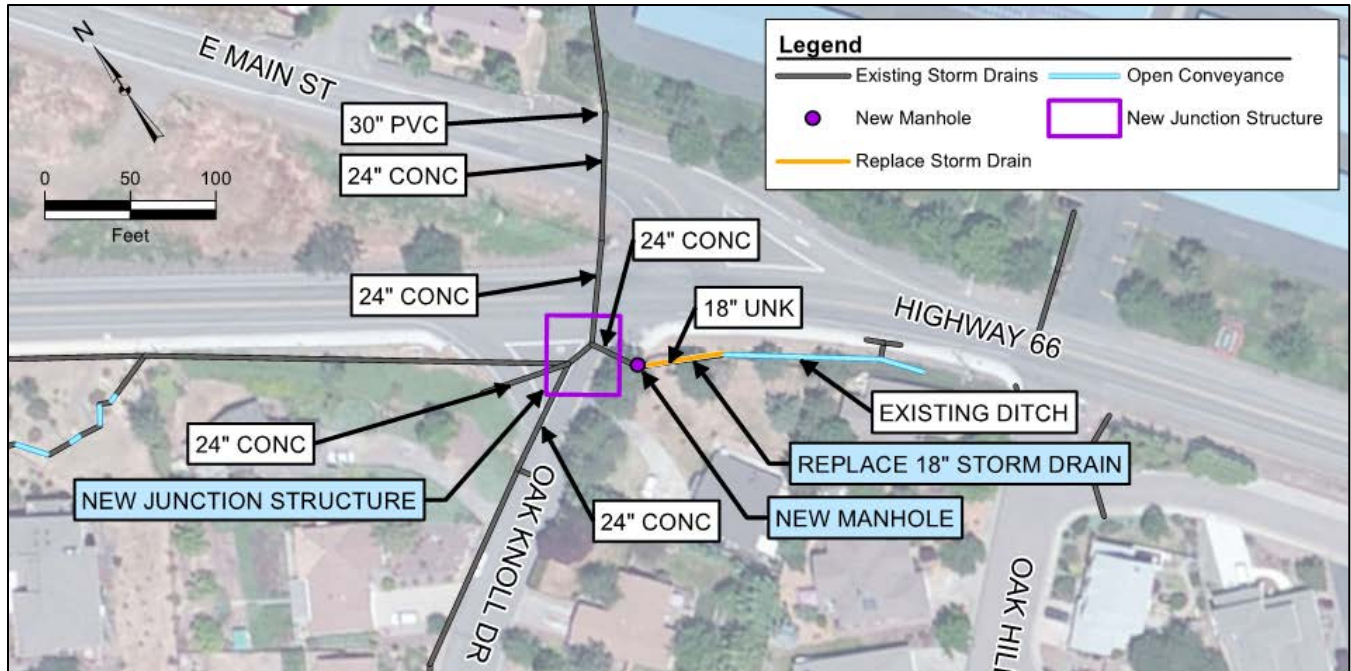 N
E MAIN ST
Legend
Existing Storm Drains
Open Conveyance
New Manhole
New Junction Structure
Replace Storm Drain
30" PVC
24" CONC
0 50 100
Feet
24" CONC
24" CONC
18" UNK
HIGHWAY 66
EXISTING DITCH
24" CONC
REPLACE 18" STORM DRAIN
NEW JUNCTION STRUCTURE
24" CONC
NEW MANHOLE
OAK KNOLL DR
OAK HIL